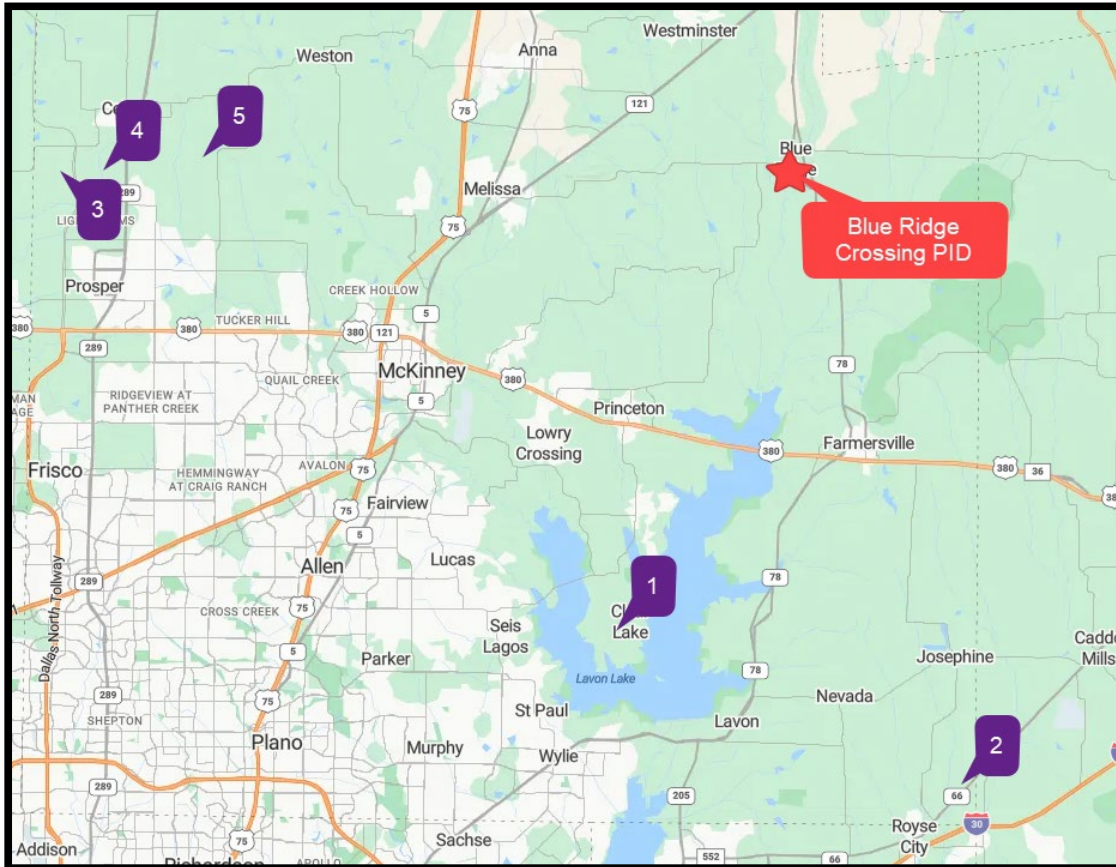 Weston
Anna
Westminster
75
121
4
5
Blue
Melissa
289
3
75
Blue Ridge
Crossing PID
Prosper
CREEK HOLLOW
5
380
TUCKER HILL
380
380
380
121
289
McKinney
78
QUAIL CREEK
5
380
RIDGEVIEW AT
PANTHER CREEK
Princeton
Lowry
Crossing
Farmersville
380
380
36
Frisco
HEMMINGWAY
AT CRAIG RANCH
AVALON
75
Fairview
75
5
Lucas
Allen
1
78
289
Dallas North Tollway
CROSS CREEK
75
Seis
Lagos
Lake
5
Parker
Josephine
Lavon Lake
78
75
289
Nevada
SHEPTON
St Paul
Lavon
2
Plano
Murphy
Wylie
289
205
66
30
Royse
City
75
Sachse
Addison
552
66